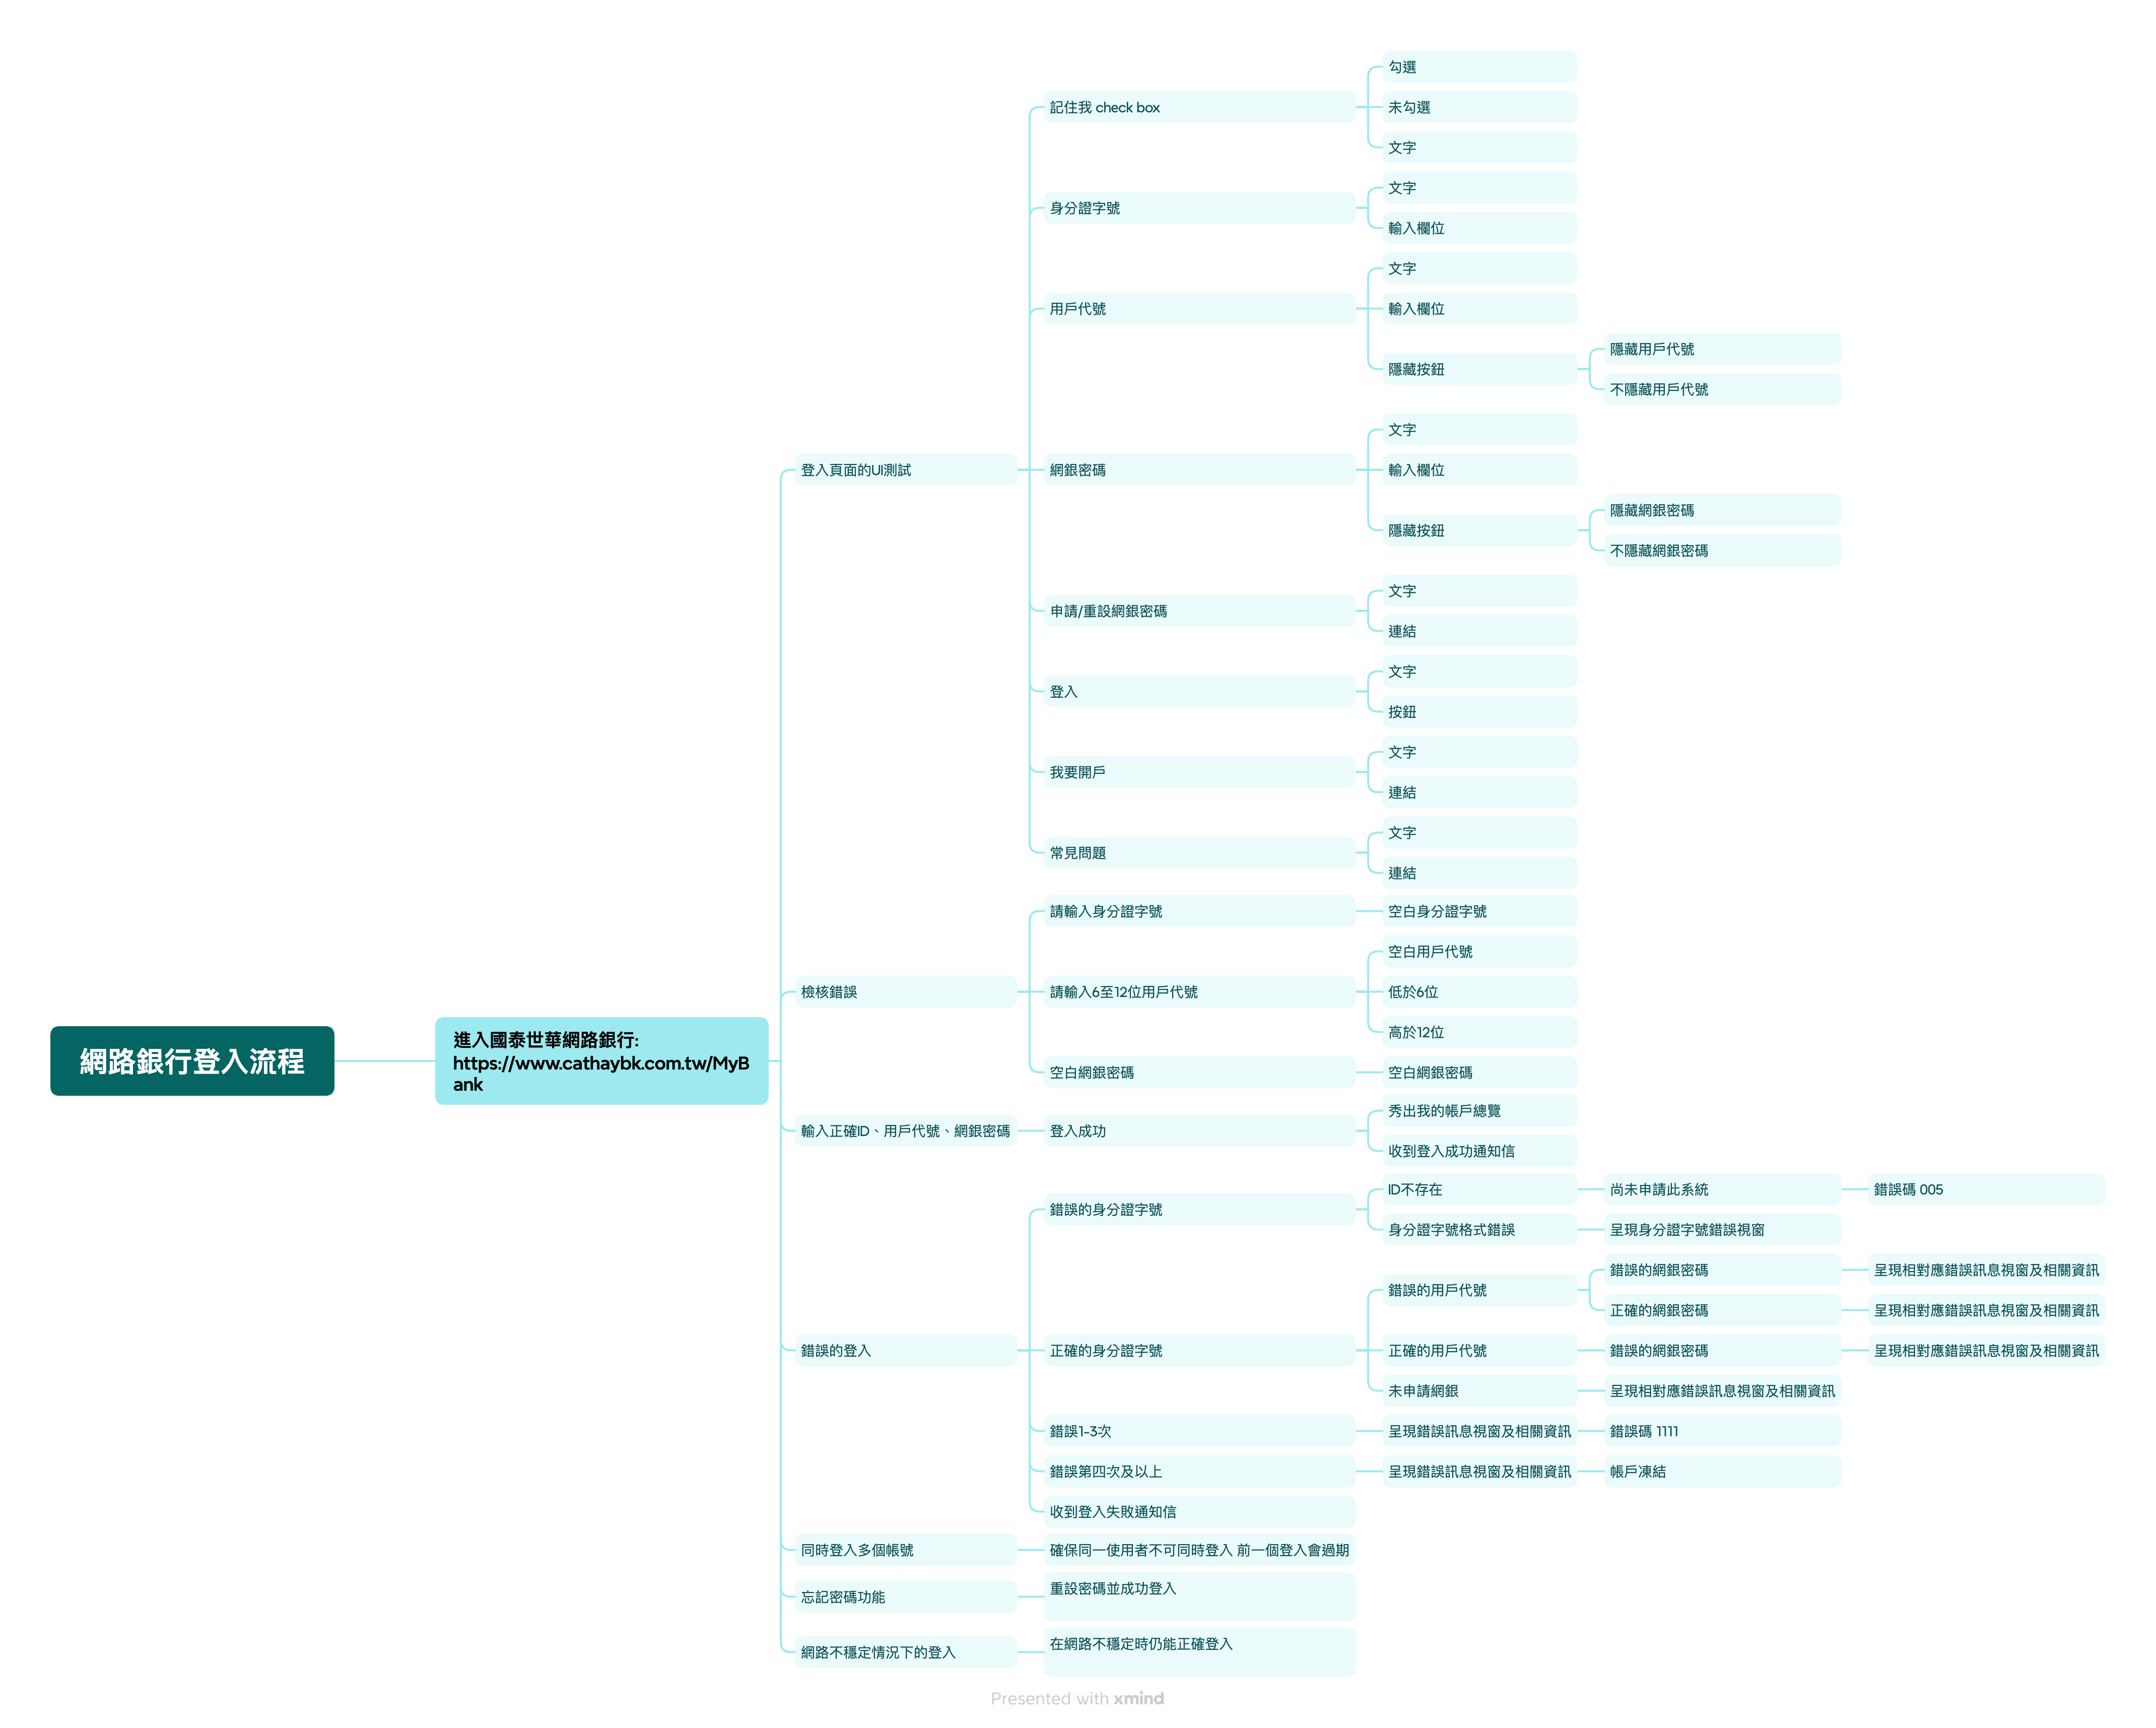 網路銀行登入流程
進入國泰世華網路銀行:
https://www.cathaybk.com.tw/MyB
ank
登入頁面的UI測試
記住我 check box
勾選
未勾選
文字
身分證字號
文字
輸入欄位
用戶代號
文字
輸入欄位
隱藏按鈕
隱藏用戶代號
不隱藏用戶代號
網銀密碼
文字
輸入欄位
隱藏按鈕
隱藏網銀密碼
不隱藏網銀密碼
申請/重設網銀密碼
文字
連結
登入
文字
按鈕
我要開戶
文字
連結
常見問題
文字
連結
檢核錯誤
請輸入身分證字號
空白身分證字號
請輸入6至12位用戶代號
空白用戶代號
低於6位
高於12位
空白網銀密碼
空白網銀密碼
輸入正確ID、用戶代號、網銀密碼
登入成功
秀出我的帳戶總覽
收到登入成功通知信
錯誤的登入
錯誤的身分證字號
ID不存在
尚未申請此系統
錯誤碼 005
身分證字號格式錯誤
呈現身分證字號錯誤視窗
正確的身分證字號
錯誤的用戶代號
錯誤的網銀密碼
呈現相對應錯誤訊息視窗及相關資訊
正確的網銀密碼
呈現相對應錯誤訊息視窗及相關資訊
正確的用戶代號
錯誤的網銀密碼
呈現相對應錯誤訊息視窗及相關資訊
未申請網銀
呈現相對應錯誤訊息視窗及相關資訊
錯誤1-3次
呈現錯誤訊息視窗及相關資訊
錯誤碼 1111
錯誤第四次及以上
呈現錯誤訊息視窗及相關資訊
帳戶凍結
收到登入失敗通知信
同時登入多個帳號
確保同一使用者不可同時登入 前一個登入會過期
忘記密碼功能
重設密碼並成功登入
網路不穩定情況下的登入
在網路不穩定時仍能正確登入
Presented with xmind